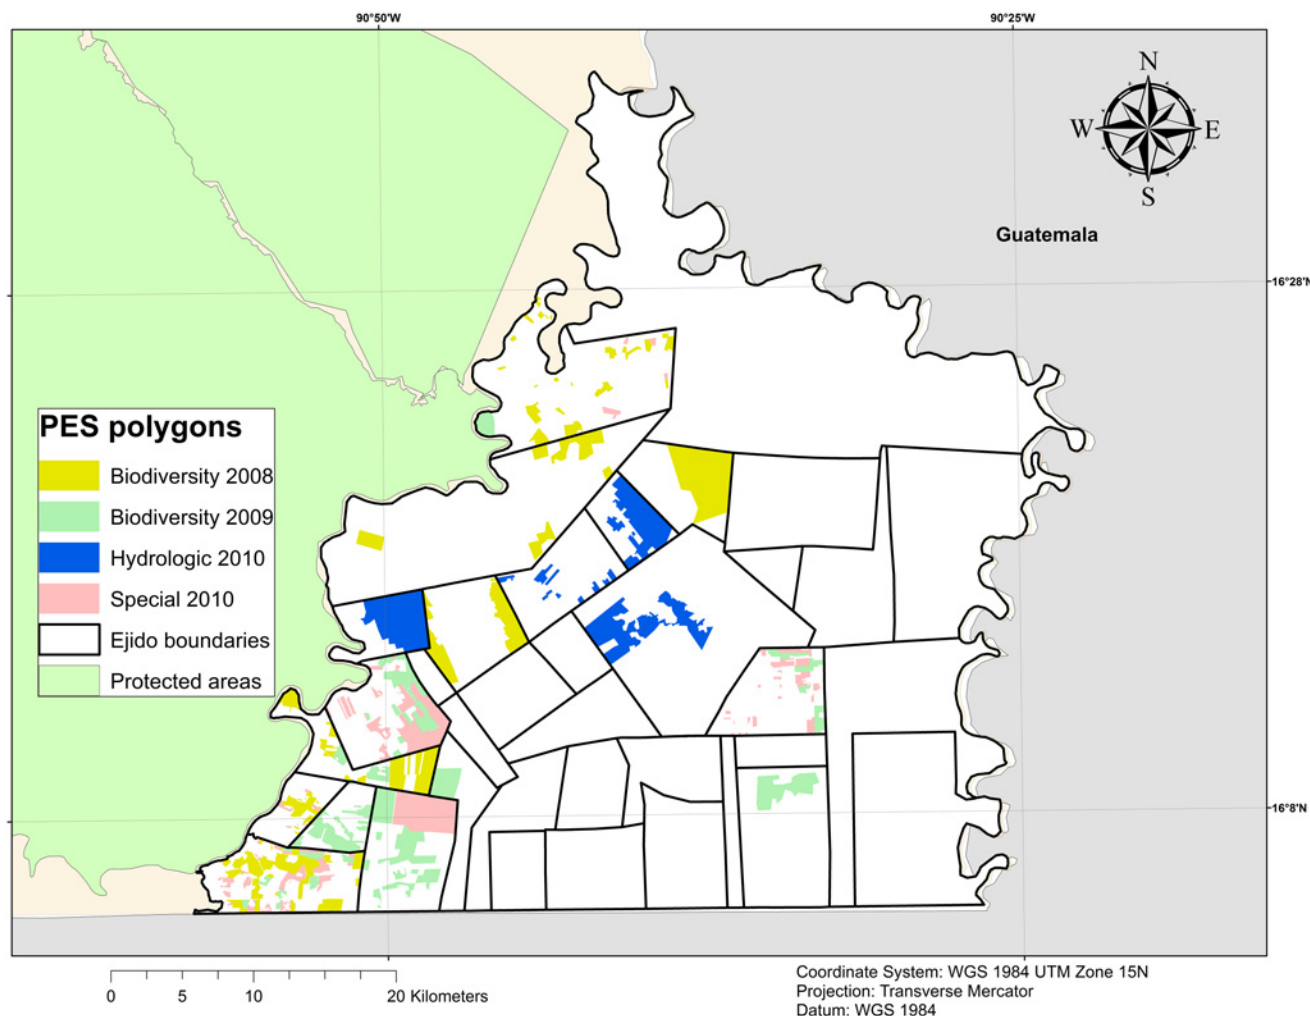 90°50'W
90°25'W
N
W
E
S
Guatemala
16°28'N
PES polygons
Biodiversity 2008
Biodiversity 2009
Hydrologic 2010
Special 2010
Ejido boundaries
Protected areas
16°8'N
0 5 10 20 Kilometers
Coordinate System: WGS 1984 UTM Zone 15N
Projection: Transverse Mercator
Datum: WGS 1984